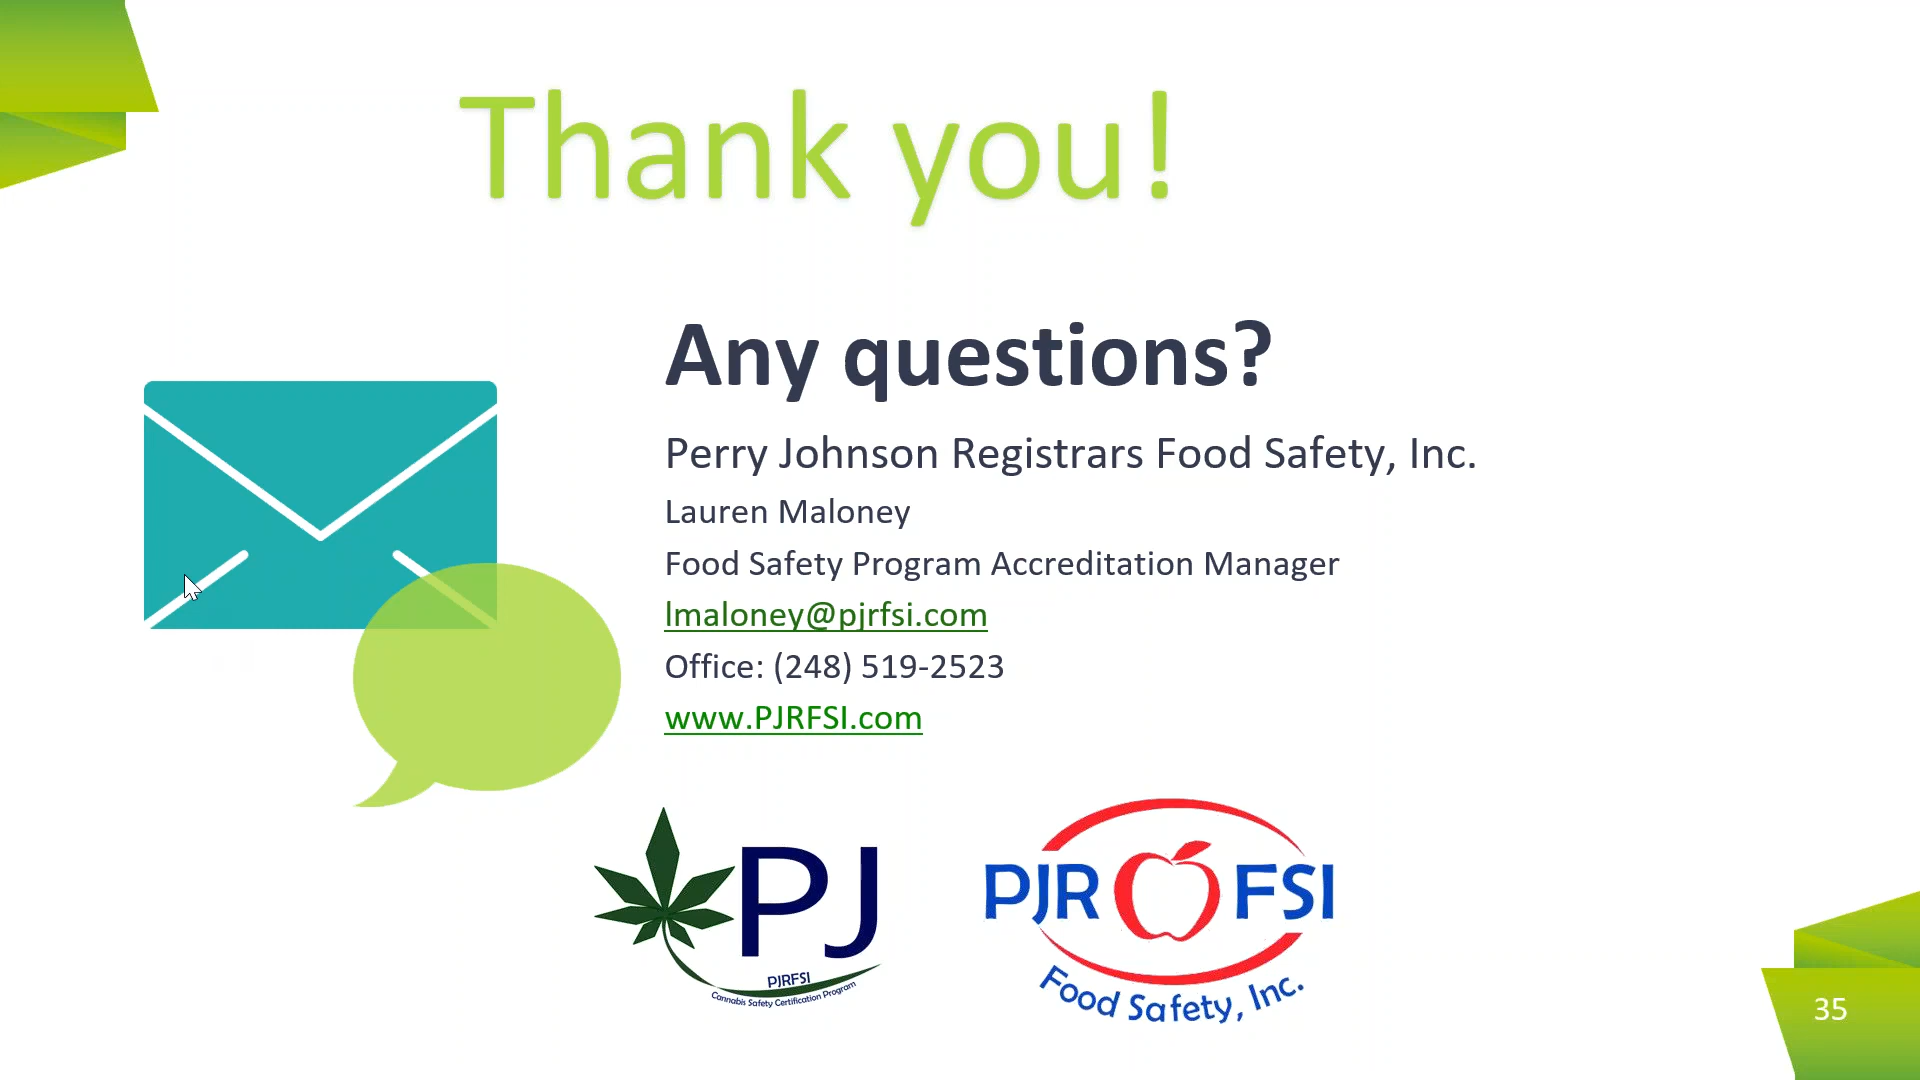 Thank you!
Any questions?
Perry Johnson Registrars Food Safety, Inc.
Lauren Maloney
Food Safety Program Accreditation Manager
lmaloney@pjrfsi.com
Office: (248) 519-2523
www.PJRFSI.com
PJ
PJRFSI
Cannabis Safety Certification Program
PJR FSI
Food Safety, Inc.
35